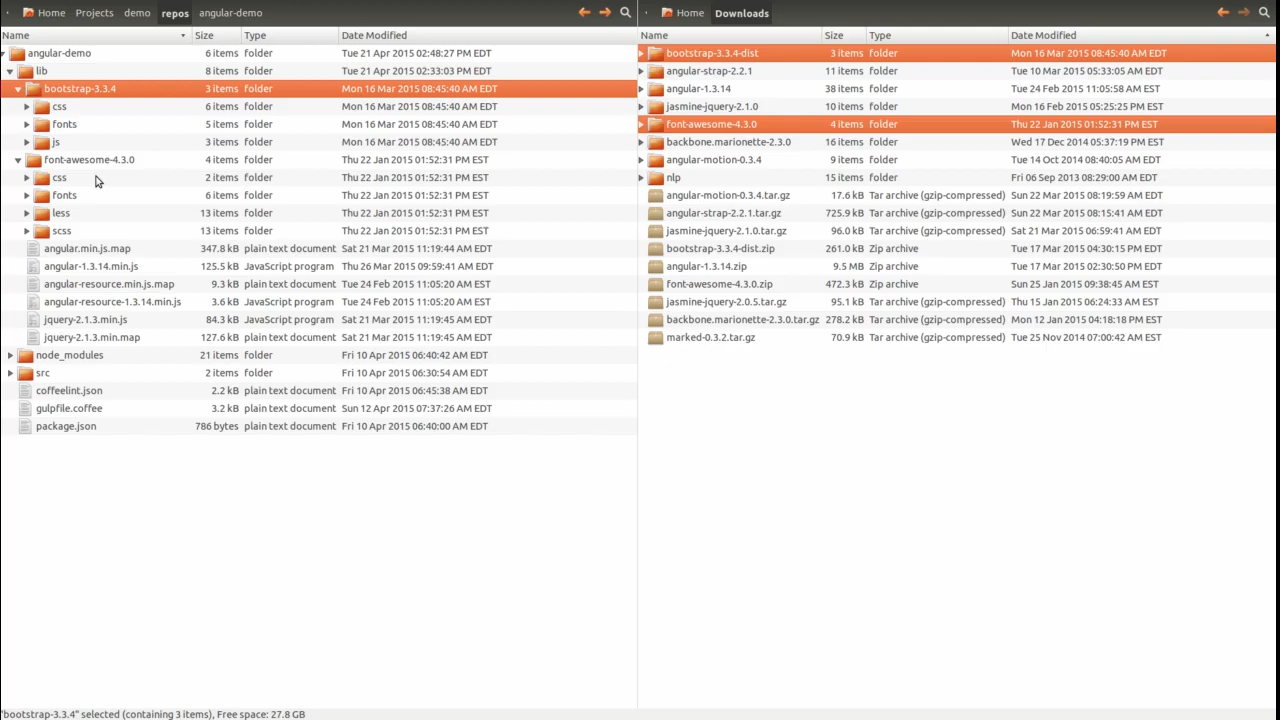 Home Projects demo repos angular-demo
Name Size Type Date Modified
angular-demo 6 items folder Tue 21 Apr 2015 02:48:27 PM EDT
lib 8 items folder Tue 21 Apr 2015 02:33:03 PM EDT
bootstrap-3.3.4 3 items folder Mon 16 Mar 2015 08:45:40 AM EDT
css 6 items folder Mon 16 Mar 2015 08:45:40 AM EDT
fonts 5 items folder Mon 16 Mar 2015 08:45:40 AM EDT
js 3 items folder Mon 16 Mar 2015 08:45:40 AM EDT
font-awesome-4.3.0 4 items folder Thu 22 Jan 2015 01:52:31 PM EST
css 2 items folder Thu 22 Jan 2015 01:52:31 PM EST
fonts 6 items folder Thu 22 Jan 2015 01:52:31 PM EST
less 13 items folder Thu 22 Jan 2015 01:52:31 PM EST
scss 13 items folder Thu 22 Jan 2015 01:52:31 PM EST
angular.min.js.map 347.8 kB plain text document Sat 21 Mar 2015 11:19:44 AM EDT
angular-1.3.14.min.js 125.5 kB JavaScript program Thu 26 Mar 2015 09:59:41 AM EDT
angular-resource.min.js.map 9.3 kB plain text document Tue 24 Feb 2015 11:05:20 AM EST
angular-resource-1.3.14.min.js 3.6 kB JavaScript program Tue 24 Feb 2015 11:05:20 AM EST
jquery-2.1.3.min.js 84.3 kB JavaScript program Sat 21 Mar 2015 11:19:45 AM EDT
jquery-2.1.3.min.map 127.6 kB plain text document Sat 21 Mar 2015 11:19:45 AM EDT
node_modules 21 items folder Fri 10 Apr 2015 06:40:42 AM EDT
src 2 items folder Fri 10 Apr 2015 06:30:54 AM EDT
coffeelint.json 2.2 kB plain text document Fri 10 Apr 2015 06:45:38 AM EDT
gulpfile.coffee 3.2 kB plain text document Sun 12 Apr 2015 07:37:26 AM EDT
package.json 786 bytes plain text document Fri 10 Apr 2015 06:40:00 AM EDT
"bootstrap-3.3.4" selected (containing 3 items), Free space: 27.8 GB
Home Downloads
Name Size Type Date Modified
bootstrap-3.3.4-dist 3 items folder Mon 16 Mar 2015 08:45:40 AM EDT
angular-strap-2.2.1 11 items folder Tue 10 Mar 2015 05:33:05 AM EDT
angular-1.3.14 38 items folder Tue 24 Feb 2015 11:05:58 AM EST
jasmine-jquery-2.1.0 10 items folder Mon 16 Feb 2015 05:25:25 PM EST
font-awesome-4.3.0 4 items folder Thu 22 Jan 2015 01:52:31 PM EST
backbone.marionette-2.3.0 16 items folder Wed 17 Dec 2014 05:37:19 PM EST
angular-motion-0.3.4 9 items folder Tue 14 Oct 2014 08:40:05 AM EDT
nlp 15 items folder Fri 06 Sep 2013 08:29:00 AM EDT
angular-motion-0.3.4.tar.gz 17.6 kB Tar archive (gzip-compressed) Sun 22 Mar 2015 08:19:59 AM EDT
angular-strap-2.2.1.tar.gz 725.9 kB Tar archive (gzip-compressed) Sun 22 Mar 2015 08:15:41 AM EDT
jasmine-jquery-2.1.0.tar.gz 96.0 kB Tar archive (gzip-compressed) Sat 21 Mar 2015 06:59:41 AM EDT
bootstrap-3.3.4-dist.zip 261.0 kB Zip archive Tue 17 Mar 2015 04:30:15 PM EDT
angular-1.3.14.zip 9.5 MB Zip archive Tue 17 Mar 2015 02:30:50 PM EDT
font-awesome-4.3.0.zip 472.3 kB Zip archive Sun 25 Jan 2015 09:38:45 AM EST
jasmine-jquery-2.0.5.tar.gz 95.1 kB Tar archive (gzip-compressed) Thu 15 Jan 2015 06:24:33 AM EST
backbone.marionette-2.3.0.tar.gz 278.2 kB Tar archive (gzip-compressed) Mon 12 Jan 2015 04:18:18 PM EST
marked-0.3.2.tar.gz 70.9 kB Tar archive (gzip-compressed) Tue 25 Nov 2014 07:00:42 AM EST